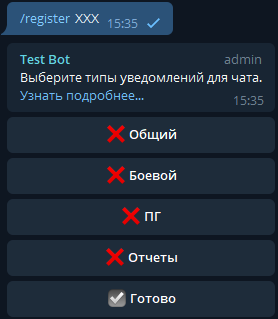 /register XXX
15:35
Test Bot admin
Выберите типы уведомлений для чата.
Узнать подробнее...
15:35
Общий
Боевой
ПГ
Отчеты
Готово